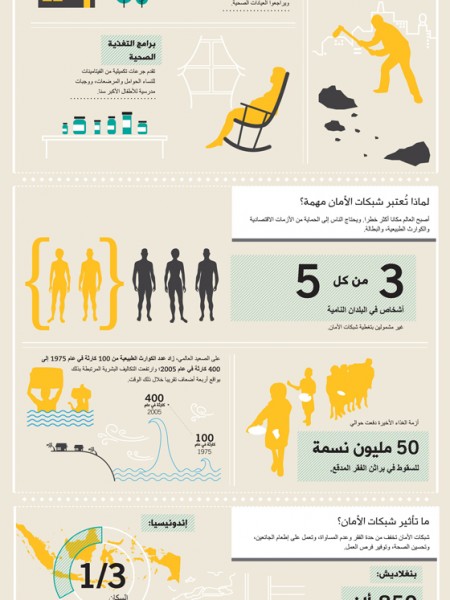 ويراجعوا العيادات الصحية.
برامج التغذية
الصحية
تقدم جرعات تكميلية من الفيتامينات
للنساء الحوامل والمرضعات، ووجبات
مدرسية للأطفال الأكبر سنا.
لماذا تُعتبر شبكات الأمان مهمة؟
أصبح العالم مكانا أكثر خطرا. ويحتاج الناس إلى الحماية من الأزمات الاقتصادية
والكوارث الطبيعية، والبطالة.
3 من كل 5
أشخاص في البلدان النامية
غير مشمولين بتغطية شبكات الأمان.
على الصعيد العالمي، زاد عدد الكوارث الطبيعية من 100 كارثة في عام 1975 إلى
400 كارثة في عام 2005؛ وارتفعت التكاليف البشرية المرتبطة بذلك
بواقع أربعة أضعاف تقريبا خلال ذلك الوقت.
400
كارثة في عام
2005
100
كارثة في عام
1975
أزمة الغذاء الأخيرة دفعت حوالي
50 مليون نسمة
للسقوط في براثن الفقر المدقع.
ما تأثير شبكات الأمان؟
شبكات الأمان تخفف من حدة الفقر وعدم المساواة، وتعمل على إطعام الجائعين،
وتحسين الصحة، وتوفير فرص العمل.
إندونيسيا:
1/3
السكان
بنغلاديش: